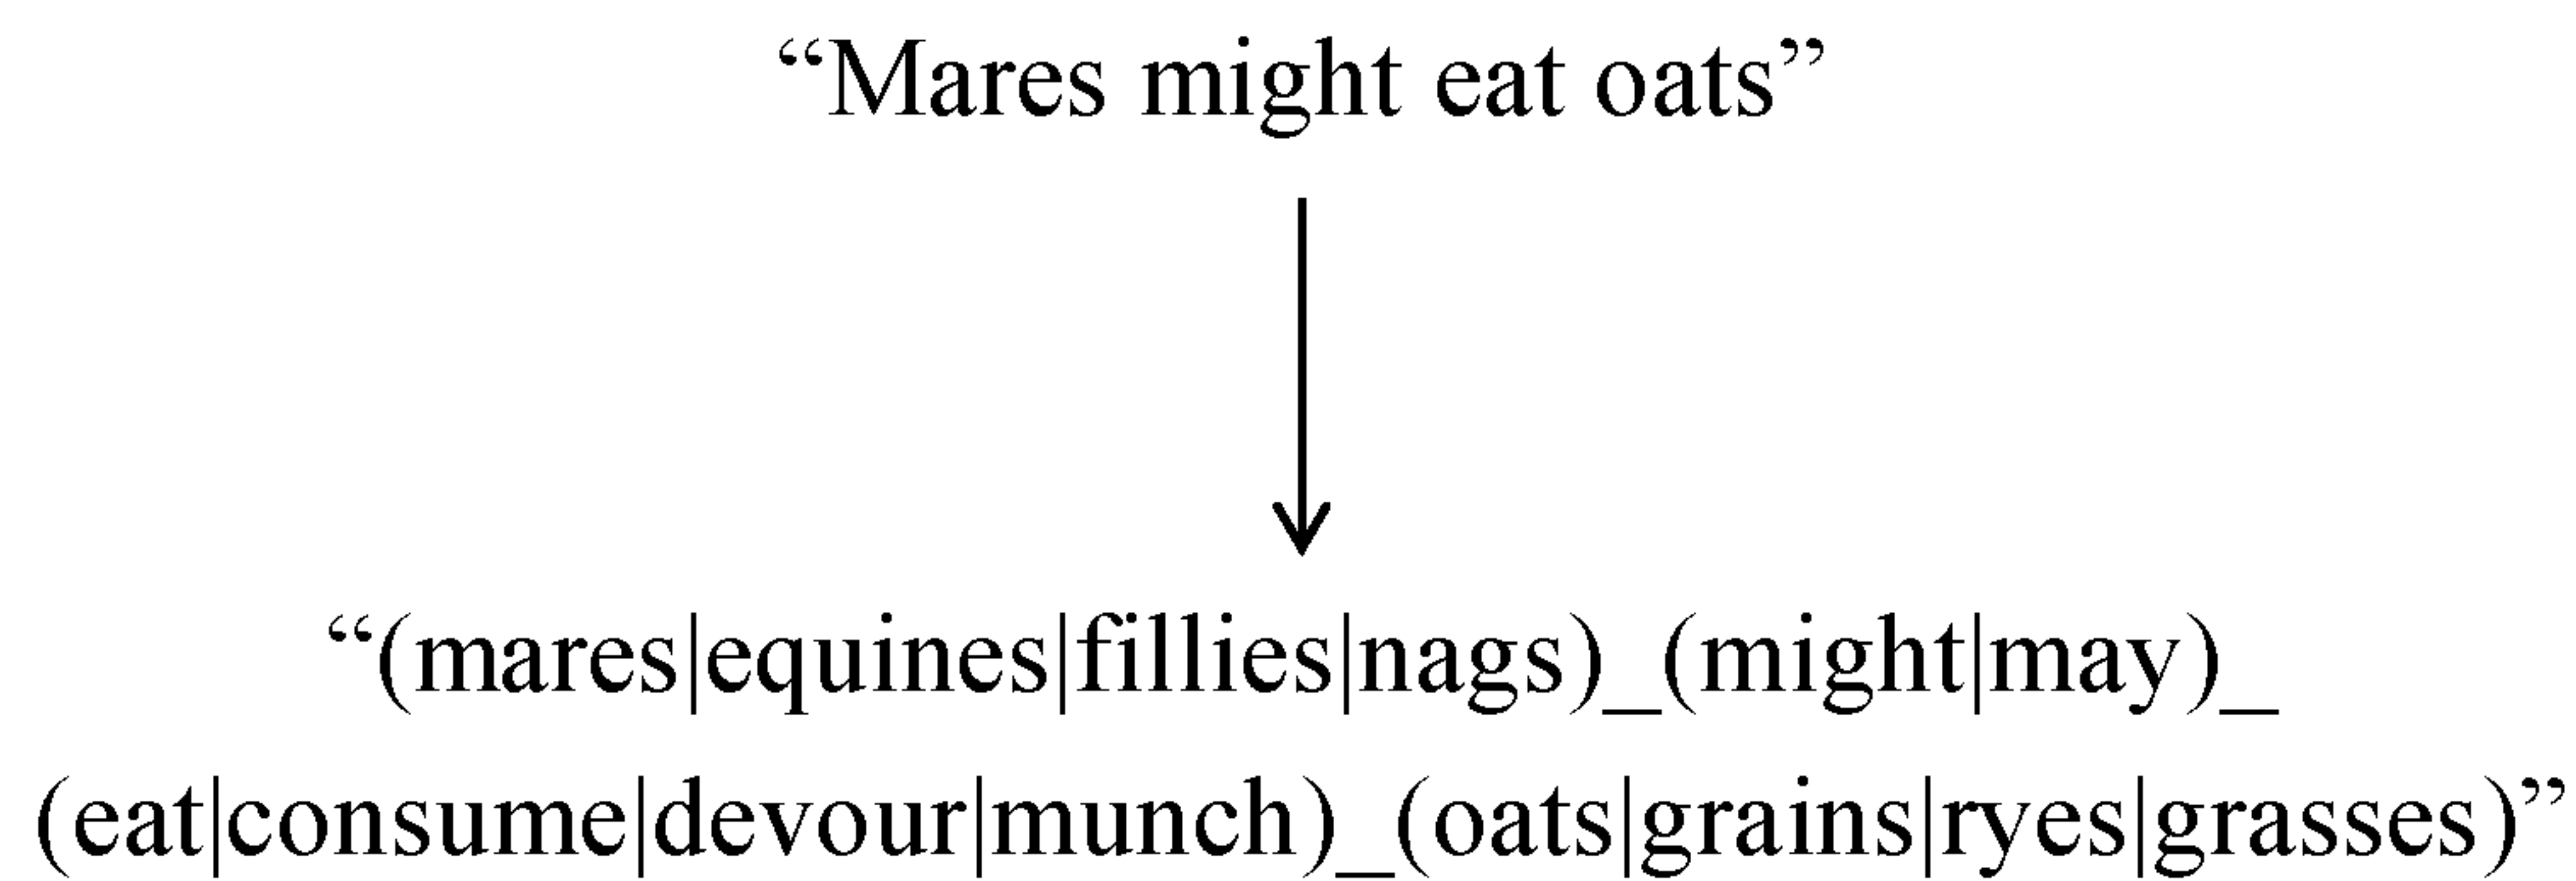 “Mares might eat oats”
“(mares|equines|fillies|nags)_(might|may)_
(eat|consume|devour|munch)_(oats|grains|ryes|grasses)”